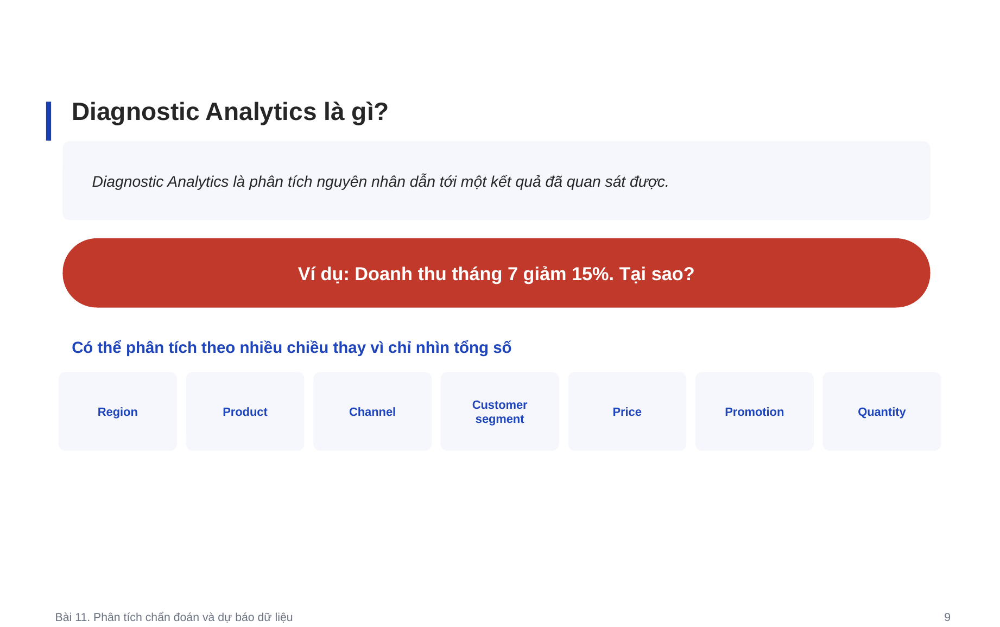 Diagnostic Analytics là gì?
Diagnostic Analytics là phân tích nguyên nhân dẫn tới một kết quả đã quan sát được.
Ví dụ: Doanh thu tháng 7 giảm 15%. Tại sao?
Có thể phân tích theo nhiều chiều thay vì chỉ nhìn tổng số
Region
Product
Channel
Customer
segment
Price
Promotion
Quantity
Bài 11. Phân tích chẩn đoán và dự báo dữ liệu
9